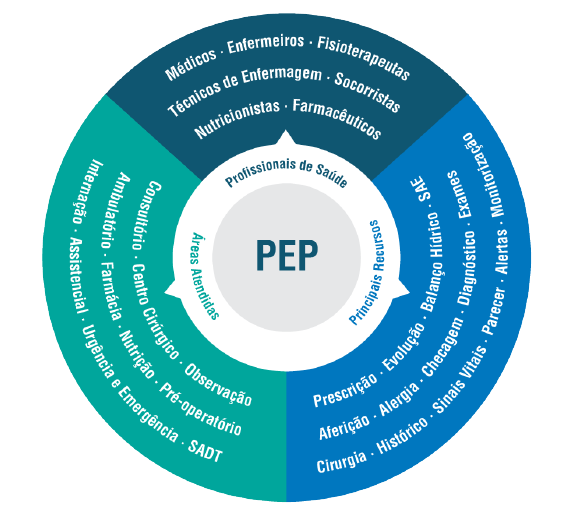 Médicos · Enfermeiros · Fisioterapeutas
Técnicos de Enfermagem · Socorristas
Nutricionistas · Farmacêuticos
Profissionais de Saúde
PEP
Áreas Atendidas
Consultório · Centro Cirúrgico · Observação
Ambulatório · Farmácia · Nutrição · Pré-operatório
Internação · Assistencial · Urgência e Emergência · SADT
Principais Recursos
Prescrição · Evolução · Balanço Hídrico · SAE
Aferição · Alergia · Checagem · Diagnóstico · Exames
Cirurgia · Histórico · Sinais Vitais · Parecer · Alertas · Monitorização